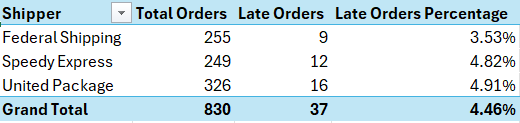 Shipper Total Orders Late Orders Late Orders Percentage
Federal Shipping 255 9 3.53%
Speedy Express 249 12 4.82%
United Package 326 16 4.91%
Grand Total 830 37 4.46%